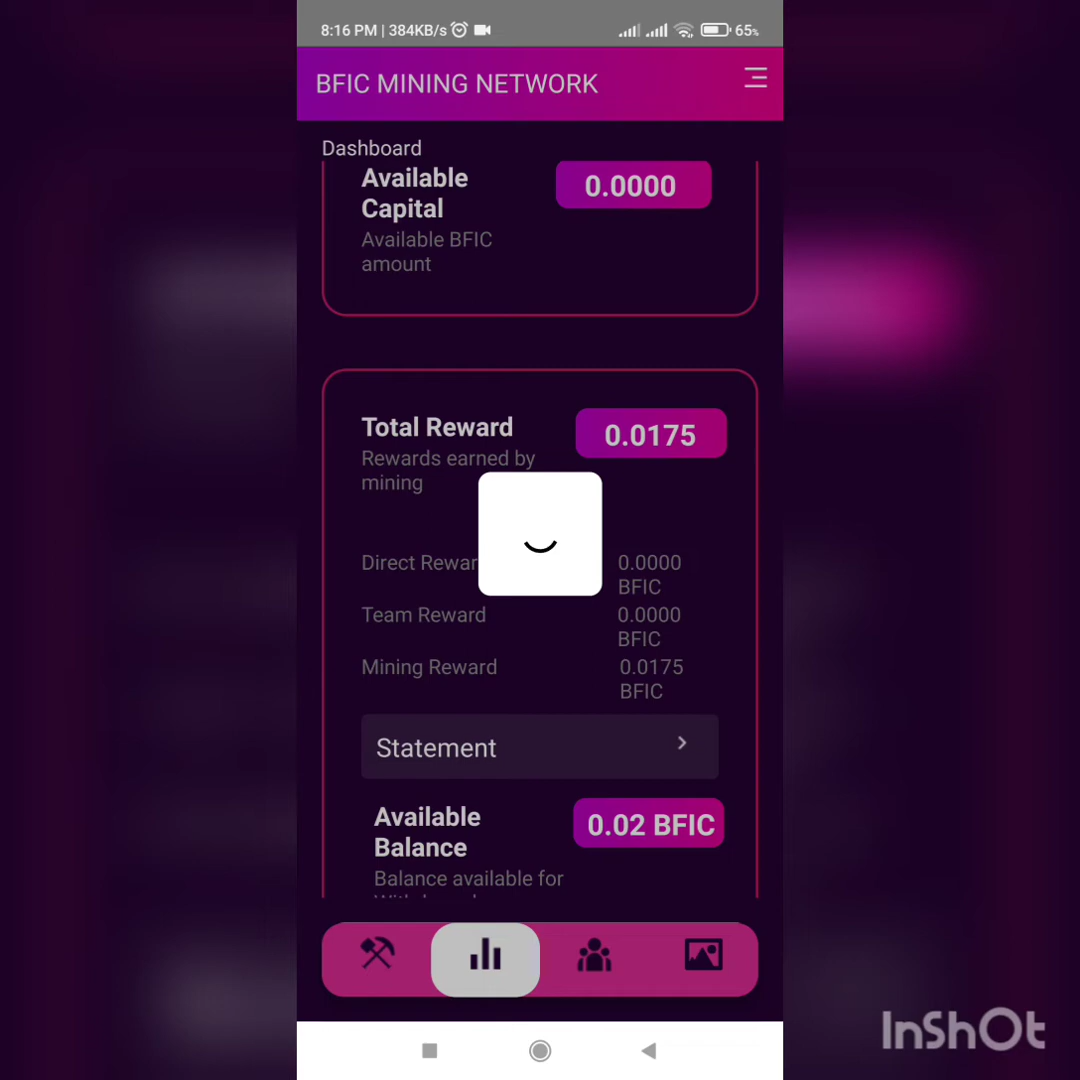 8:16 PM | 384KB/s
65%
BFIC MINING NETWORK
Dashboard
Available
Capital
0.0000
Available BFIC
amount
Total Reward
0.0175
Rewards earned by
mining
Direct Rewar
0.0000
BFIC
Team Reward
0.0000
BFIC
Mining Reward
0.0175
BFIC
Statement
Available
Balance
0.02 BFIC
Balance available for
InShOt